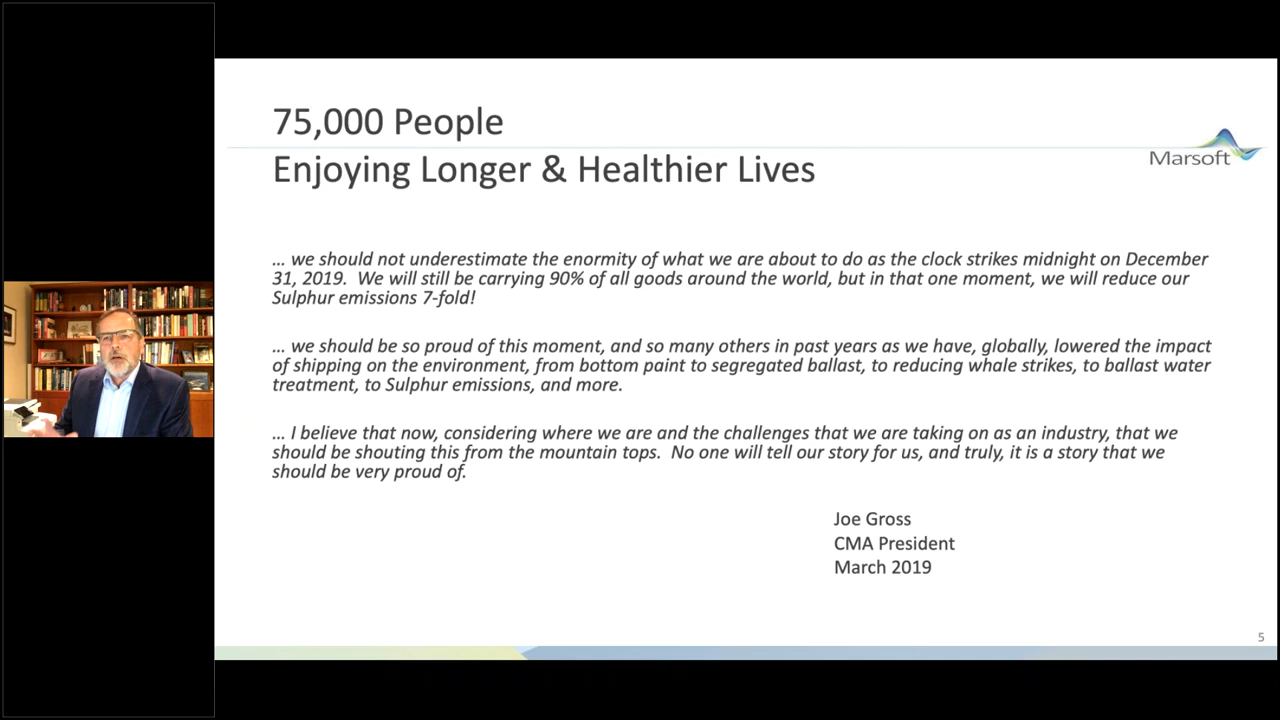 75,000 People
Enjoying Longer & Healthier Lives
Marsoft
... we should not underestimate the enormity of what we are about to do as the clock strikes midnight on December
31, 2019. We will still be carrying 90% of all goods around the world, but in that one moment, we will reduce our
Sulphur emissions 7-fold!
... we should be so proud of this moment, and so many others in past years as we have, globally, lowered the impact
of shipping on the environment, from bottom paint to segregated ballast, to reducing whale strikes, to ballast water
treatment, to Sulphur emissions, and more.
... I believe that now, considering where we are and the challenges that we are taking on as an industry, that we
should be shouting this from the mountain tops. No one will tell our story for us, and truly, it is a story that we
should be very proud of.
Joe Gross
CMA President
March 2019
5